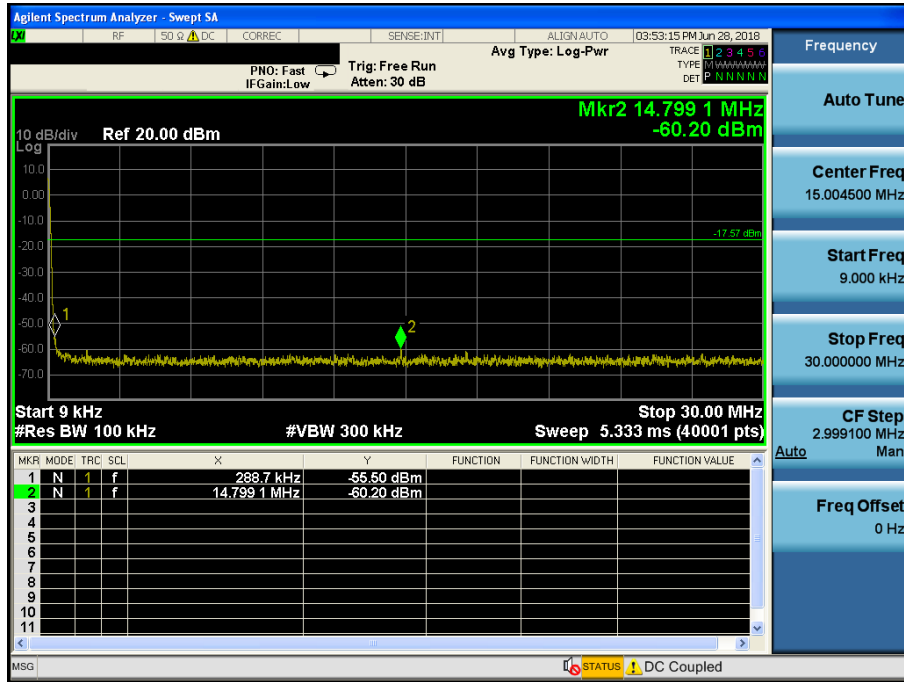 Agilent Spectrum Analyzer - Swept SA
LXI RF 50 Ω DC CORREC SENSE:INT ALIGN AUTO 03:53:15 PM Jun 28, 2018
Avg Type: Log-Pwr TRACE 1 2 3 4 5 6
PNO: Fast Trig: Free Run TYPE M W W W W W
IFGain:Low Atten: 30 dB DET P N N N N N
Mkr2 14.799 1 MHz
-60.20 dBm
10 dB/div Ref 20.00 dBm
Log
10.0
0.00
-10.0
-17.57 dBm
-20.0
-30.0
-40.0
1
-50.0
2
-60.0
-70.0
Start 9 kHz Stop 30.00 MHz
#Res BW 100 kHz #VBW 300 kHz Sweep 5.333 ms (40001 pts)
MKR MODE TRC SCL X Y FUNCTION FUNCTION WIDTH FUNCTION VALUE
1 N 1 f 288.7 kHz -55.50 dBm
2 N 1 f 14.799 1 MHz -60.20 dBm
3
4
5
6
7
8
9
10
11
MSG STATUS DC Coupled
Frequency
Auto Tune
Center Freq
15.004500 MHz
Start Freq
9.000 kHz
Stop Freq
30.000000 MHz
CF Step
2.999100 MHz
Auto Man
Freq Offset
0 Hz